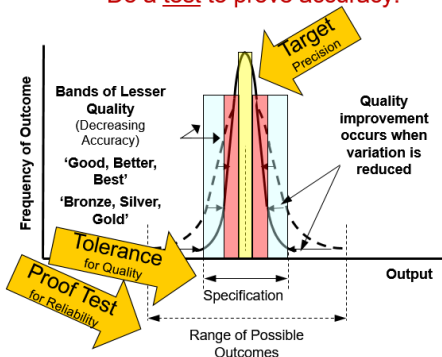 Do a test to prove accuracy!
Target
Precision
Bands of Lesser
Quality
(Decreasing
Accuracy)
'Good, Better,
Best'
'Bronze, Silver,
Gold'
Quality
improvement
occurs when
variation is
reduced
Frequency of Outcome
Tolerance
for Quality
Proof Test
for Reliability
Output
Specification
Range of Possible
Outcomes